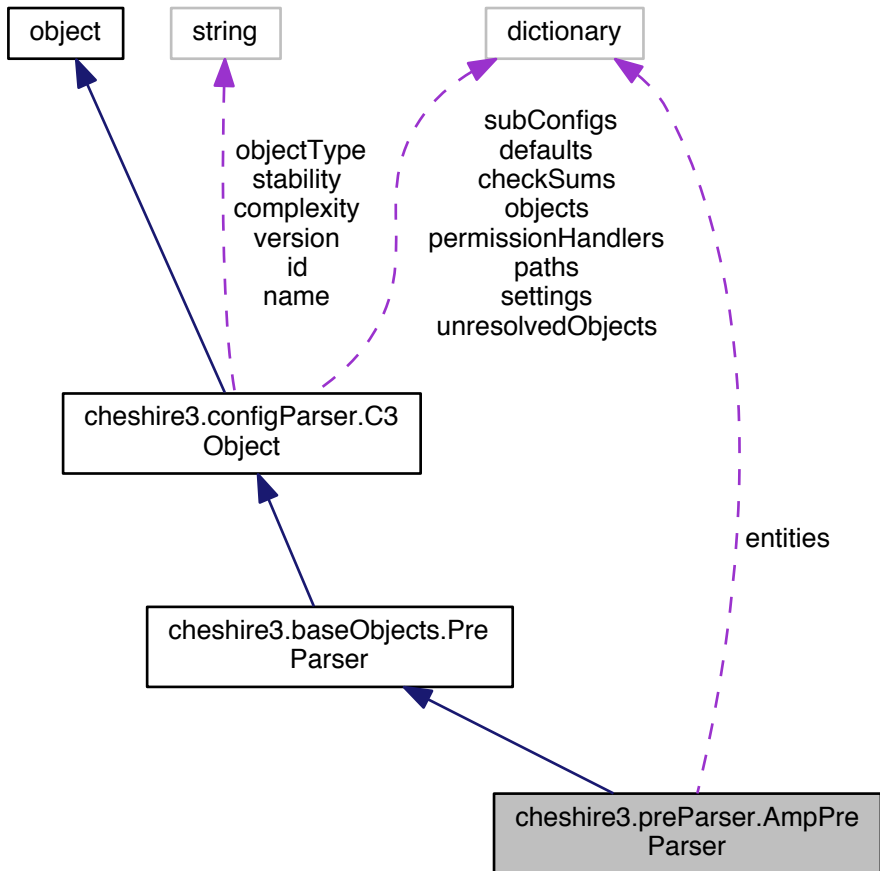 object
string
dictionary
objectType
stability
complexity
version
id
name
subConfigs
defaults
checkSums
objects
permissionHandlers
paths
settings
unresolvedObjects
cheshire3.configParser.C3
Object
entities
cheshire3.baseObjects.Pre
Parser
cheshire3.preParser.AmpPre
Parser